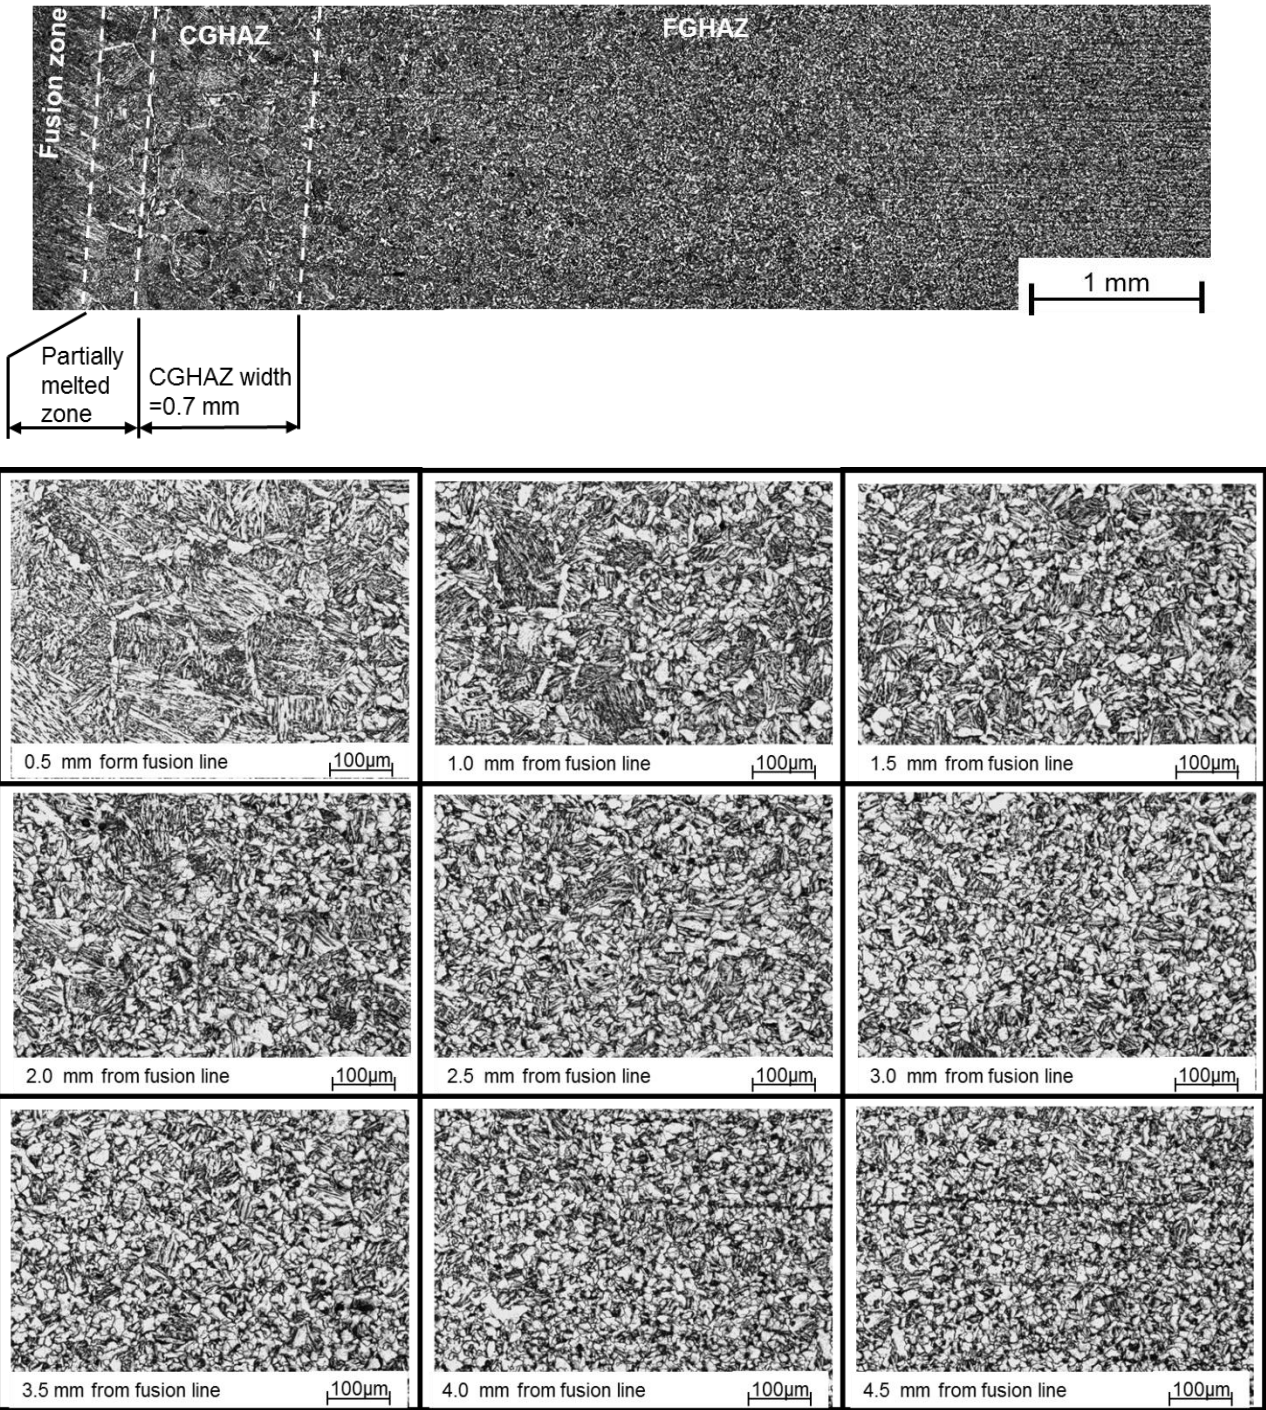 Fusion zone
CGHAZ
FGHAZ
1 mm
Partially
melted
zone
CGHAZ width
=0.7 mm
0.5 mm form fusion line
100µm
1.0 mm from fusion line
100µm
1.5 mm from fusion line
100µm
2.0 mm from fusion line
100µm
2.5 mm from fusion line
100µm
3.0 mm from fusion line
100µm
3.5 mm from fusion line
100µm
4.0 mm from fusion line
100µm
4.5 mm from fusion line
100µm